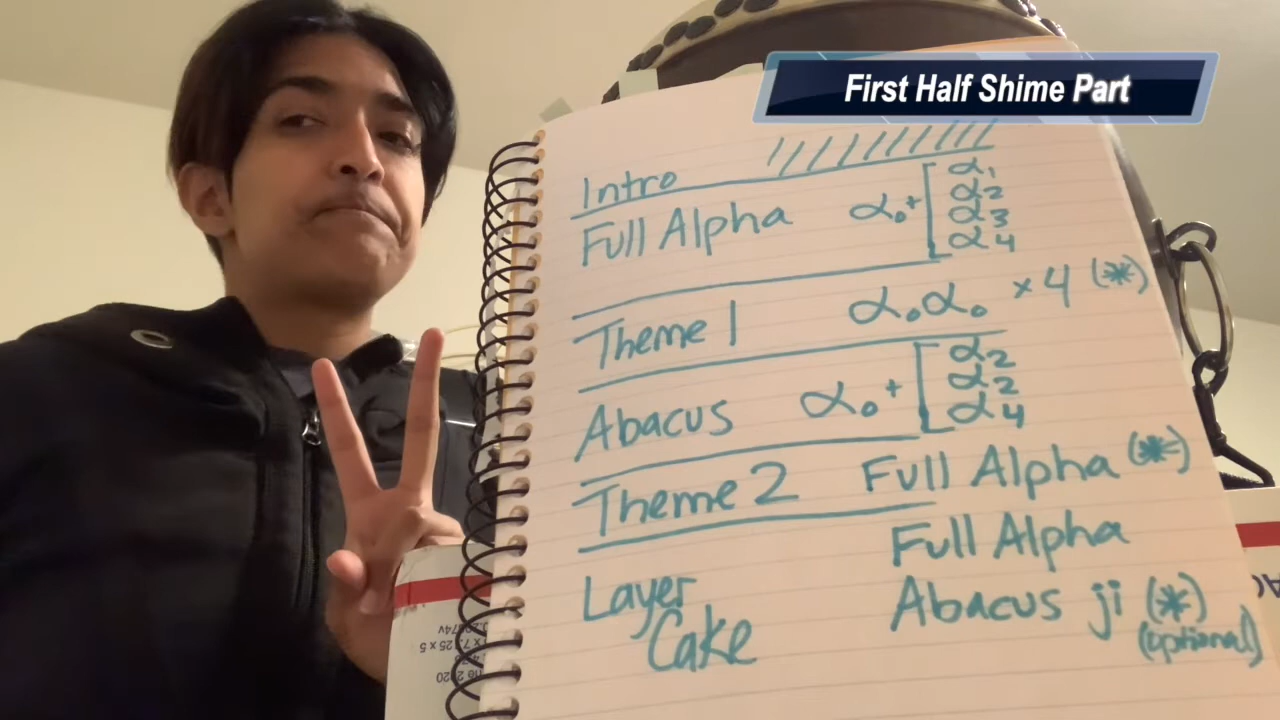 First Half Shime Part
Intro
Full Alpha α₀+ [α₁
α₂
α₃
α₄
Theme 1 α₀α₀ ×4 (*)
Abacus α₀+ [α₂
α₂
α₄
Theme 2 Full Alpha (*)
Layer Cake
Full Alpha
Abacus ji (*)
(optional)